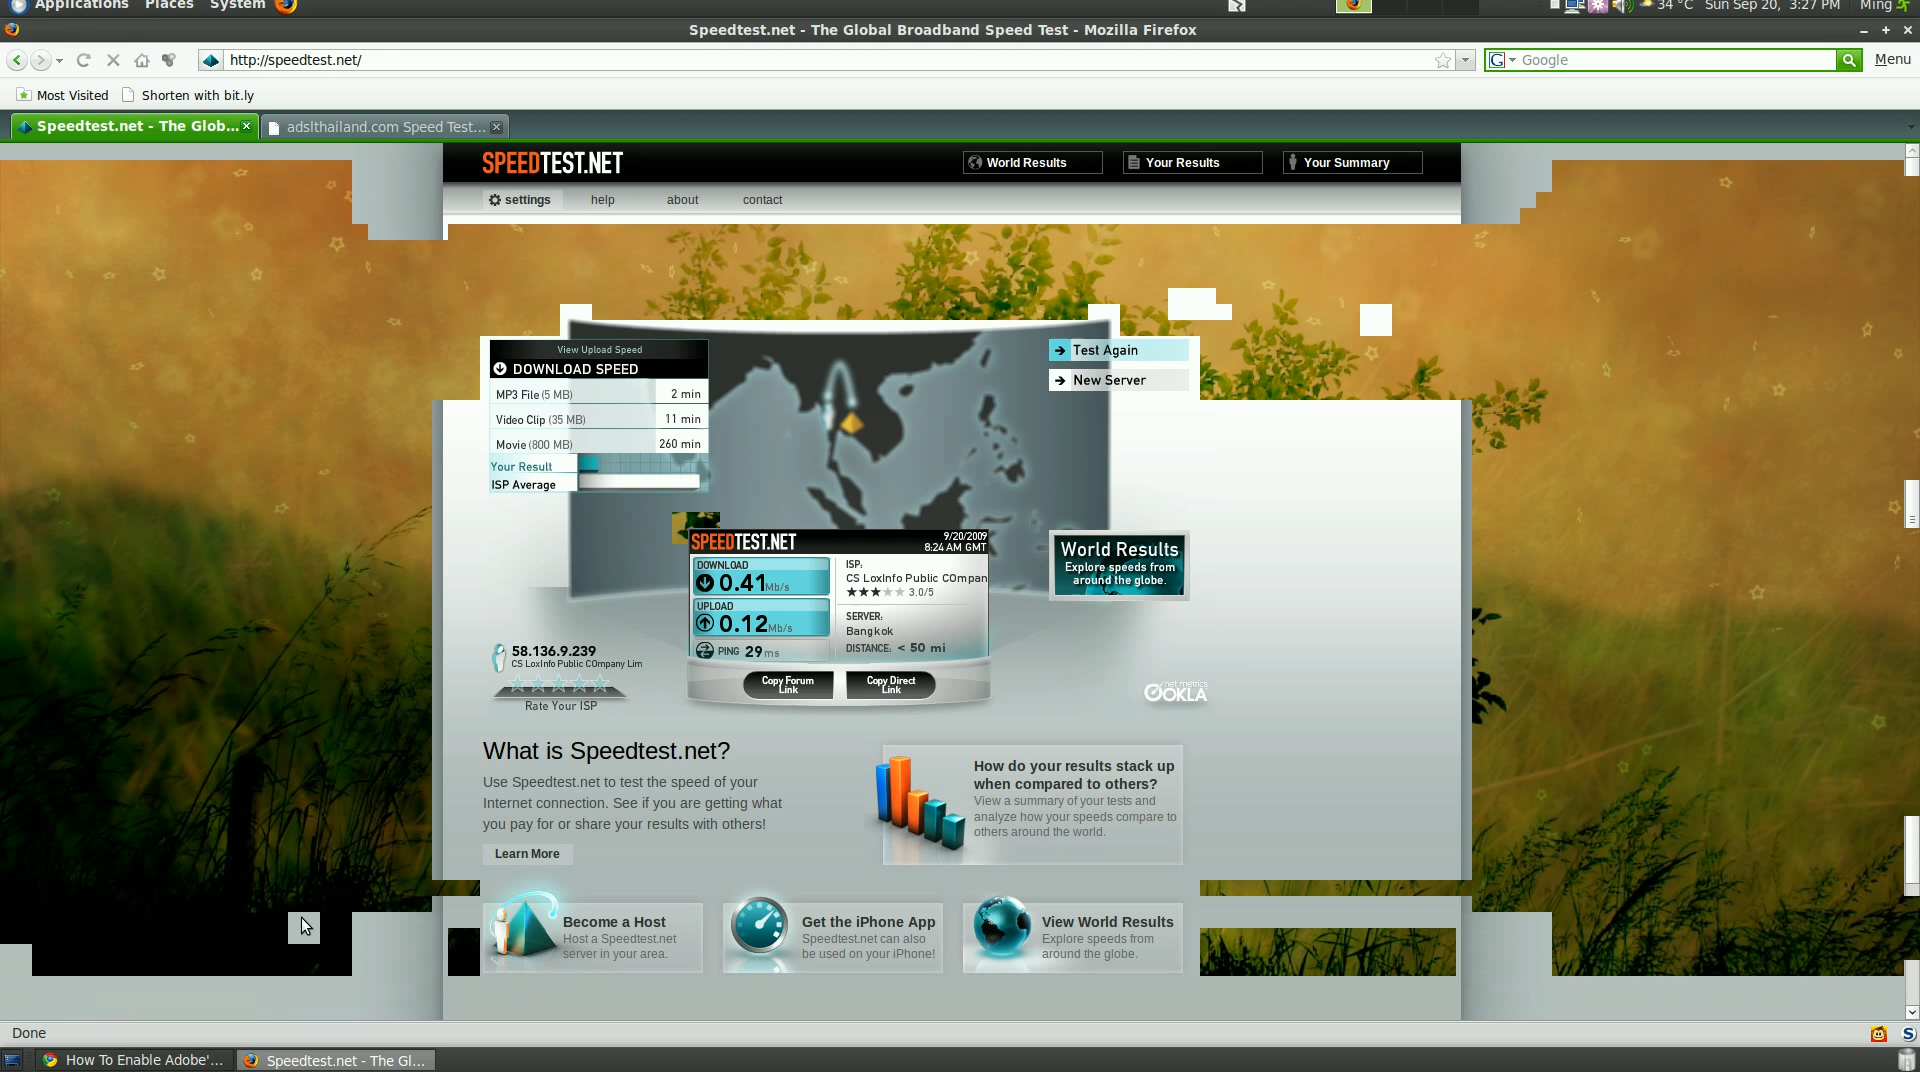 Applications Places System
34 °C Sun Sep 20, 3:27 PM Ming
Speedtest.net - The Global Broadband Speed Test - Mozilla Firefox
http://speedtest.net/
G Google
Menu
Most Visited Shorten with bit.ly
Speedtest.net - The Glob... adslthailand.com Speed Test...
SPEEDTEST.NET
World Results Your Results Your Summary
settings help about contact
View Upload Speed
DOWNLOAD SPEED
MP3 File (5 MB) 2 min
Video Clip (35 MB) 11 min
Movie (800 MB) 260 min
Your Result
ISP Average
Test Again
New Server
SPEEDTEST.NET
9/20/2009
8:24 AM GMT
DOWNLOAD
0.41 Mb/s
UPLOAD
0.12 Mb/s
PING 29 ms
ISP:
CS LoxInfo Public COmpan
3.0/5
SERVER:
Bangkok
DISTANCE: < 50 mi
Copy Forum
Link
Copy Direct
Link
World Results
Explore speeds from
around the globe.
58.136.9.239
CS LoxInfo Public COmpany Lim
Rate Your ISP
net metrics
OOKLA
What is Speedtest.net?
Use Speedtest.net to test the speed of your
Internet connection. See if you are getting what
you pay for or share your results with others!
Learn More
How do your results stack up
when compared to others?
View a summary of your tests and
analyze how your speeds compare to
others around the world.
Become a Host
Host a Speedtest.net
server in your area.
Get the iPhone App
Speedtest.net can also
be used on your iPhone!
View World Results
Explore speeds from
around the globe.
Done
S
How To Enable Adobe'... Speedtest.net - The Gl...